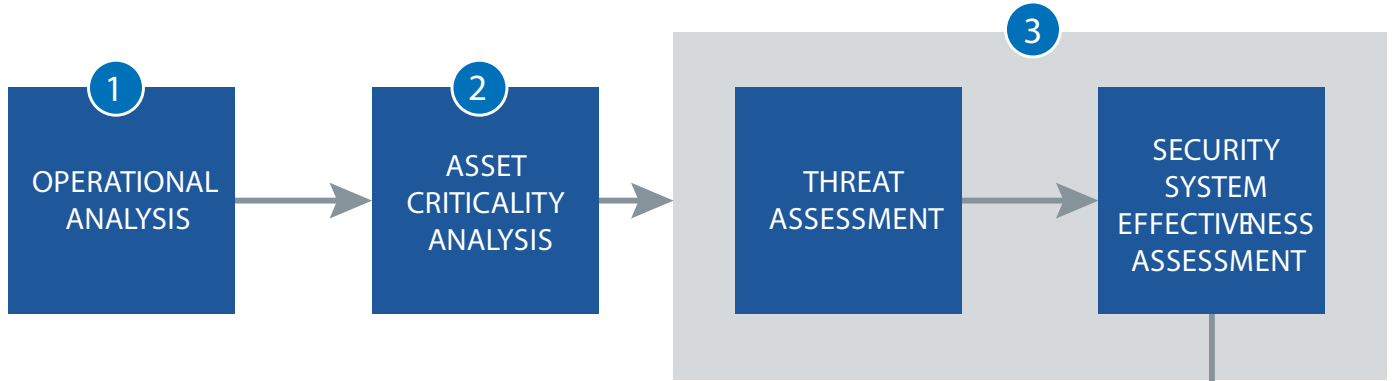 1
OPERATIONAL
ANALYSIS
2
ASSET
CRITICALITY
ANALYSIS
3
THREAT
ASSESSMENT
SECURITY
SYSTEM
EFFECTIVENESS
ASSESSMENT